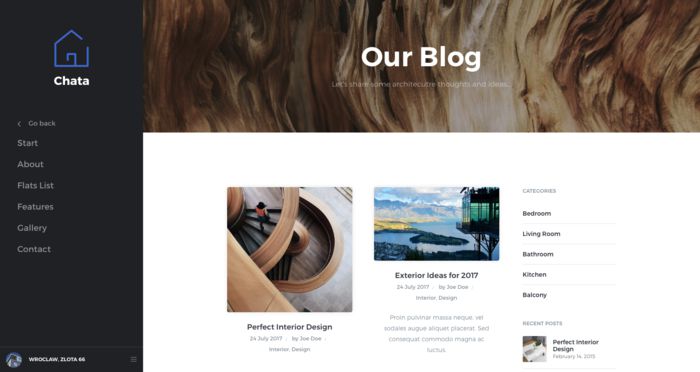 Chata
Go back
Start
About
Flats List
Features
Gallery
Contact
WROCLAW, ZLOTA 66
Our Blog
Let's share some architecutre thoughts and ideas..
Perfect Interior Design
24 July 2017 / by Joe Doe /
Interior, Design
Exterior Ideas for 2017
24 July 2017 / by Joe Doe /
Interior, Design
Proin pulvinar massa neque, vel
sodales augue aliquet placerat. Sed
consequat commodo magna ac
luctus.
CATEGORIES
Bedroom
Living Room
Bathroom
Kitchen
Balcony
RECENT POSTS
Perfect Interior
Design
February 14, 2015